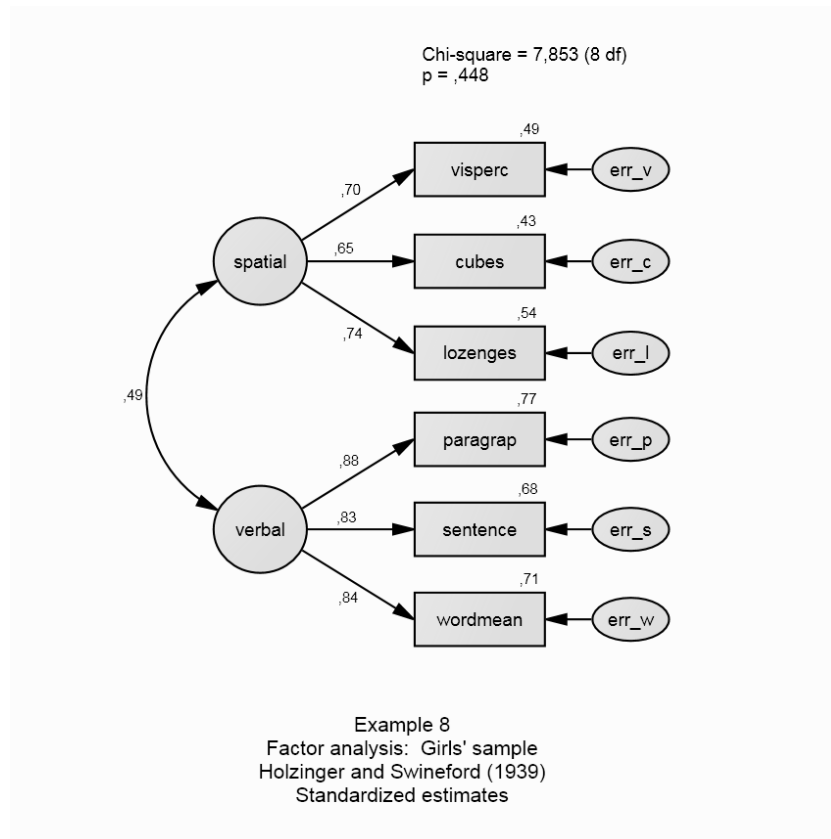 Chi-square = 7,853 (8 df)
p = ,448
,49
visperc
err_v
,70
,43
spatial
,65
cubes
err_c
,54
,74
lozenges
err_l
,49
,77
paragrap
err_p
,88
,68
verbal
,83
sentence
err_s
,71
,84
wordmean
err_w
Example 8
Factor analysis:  Girls' sample
Holzinger and Swineford (1939)
Standardized estimates